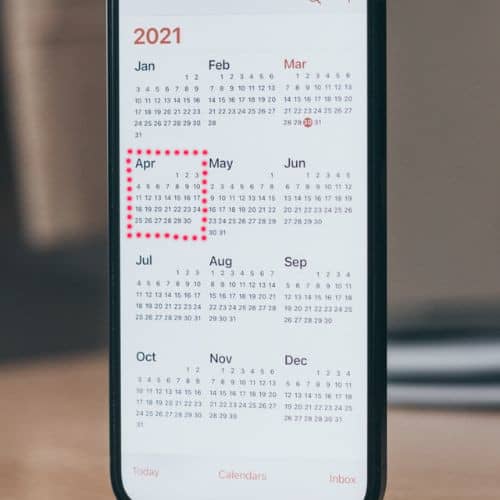 2021
Jan
1 2
3 4 5 6 7 8 9
10 11 12 13 14 15 16
17 18 19 20 21 22 23
24 25 26 27 28 29 30
31
Feb
1 2 3 4 5 6
7 8 9 10 11 12 13
14 15 16 17 18 19 20
21 22 23 24 25 26 27
28
Mar
1 2 3 4 5 6
7 8 9 10 11 12 13
14 15 16 17 18 19 20
21 22 23 24 25 26 27
28 29 30 31
Apr
1 2 3
4 5 6 7 8 9 10
11 12 13 14 15 16 17
18 19 20 21 22 23 24
25 26 27 28 29 30
May
1
2 3 4 5 6 7 8
9 10 11 12 13 14 15
16 17 18 19 20 21 22
23 24 25 26 27 28 29
30 31
Jun
1 2 3 4 5
6 7 8 9 10 11 12
13 14 15 16 17 18 19
20 21 22 23 24 25 26
27 28 29 30
Jul
1 2 3
4 5 6 7 8 9 10
11 12 13 14 15 16 17
18 19 20 21 22 23 24
25 26 27 28 29 30 31
Aug
1 2 3 4 5 6 7
8 9 10 11 12 13 14
15 16 17 18 19 20 21
22 23 24 25 26 27 28
29 30 31
Sep
1 2 3 4
5 6 7 8 9 10 11
12 13 14 15 16 17 18
19 20 21 22 23 24 25
26 27 28 29 30
Oct
1 2
3 4 5 6 7 8 9
10 11 12 13 14 15 16
17 18 19 20 21 22 23
24 25 26 27 28 29 30
31
Nov
1 2 3 4 5 6
7 8 9 10 11 12 13
14 15 16 17 18 19 20
21 22 23 24 25 26 27
28 29 30
Dec
1 2 3 4
5 6 7 8 9 10 11
12 13 14 15 16 17 18
19 20 21 22 23 24 25
26 27 28 29 30 31
Today
Calendars
Inbox